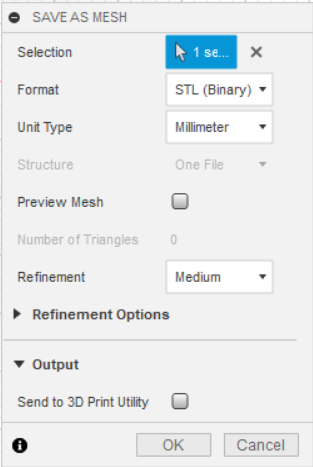 SAVE AS MESH
Selection 1 se...
Format STL (Binary)
Unit Type Millimeter
Structure One File
Preview Mesh
Number of Triangles 0
Refinement Medium
Refinement Options
Output
Send to 3D Print Utility
OK Cancel